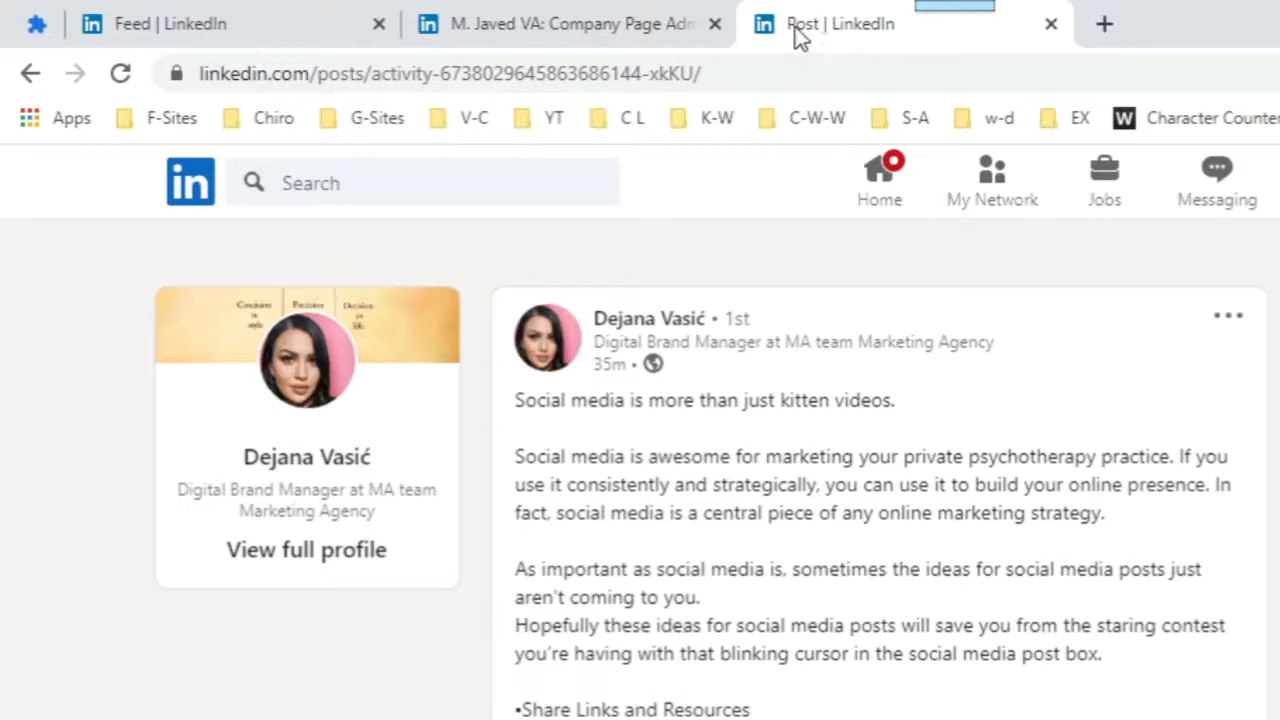 Feed | LinkedIn
M. Javed VA: Company Page Adm
Post | LinkedIn
linkedin.com/posts/activity-6738029645863686144-xkKU/
Apps F-Sites Chiro G-Sites V-C YT C L K-W C-W-W S-A w-d EX W Character Counter
in Search
Home My Network Jobs Messaging
Concision in style
Precision
Decision life.
Dejana Vasić
Digital Brand Manager at MA team
Marketing Agency
View full profile
Dejana Vasić • 1st
Digital Brand Manager at MA team Marketing Agency
35m •
Social media is more than just kitten videos.
Social media is awesome for marketing your private psychotherapy practice. If you
use it consistently and strategically, you can use it to build your online presence. In
fact, social media is a central piece of any online marketing strategy.
As important as social media is, sometimes the ideas for social media posts just
aren't coming to you.
Hopefully these ideas for social media posts will save you from the staring contest
you're having with that blinking cursor in the social media post box.
•Share Links and Resources